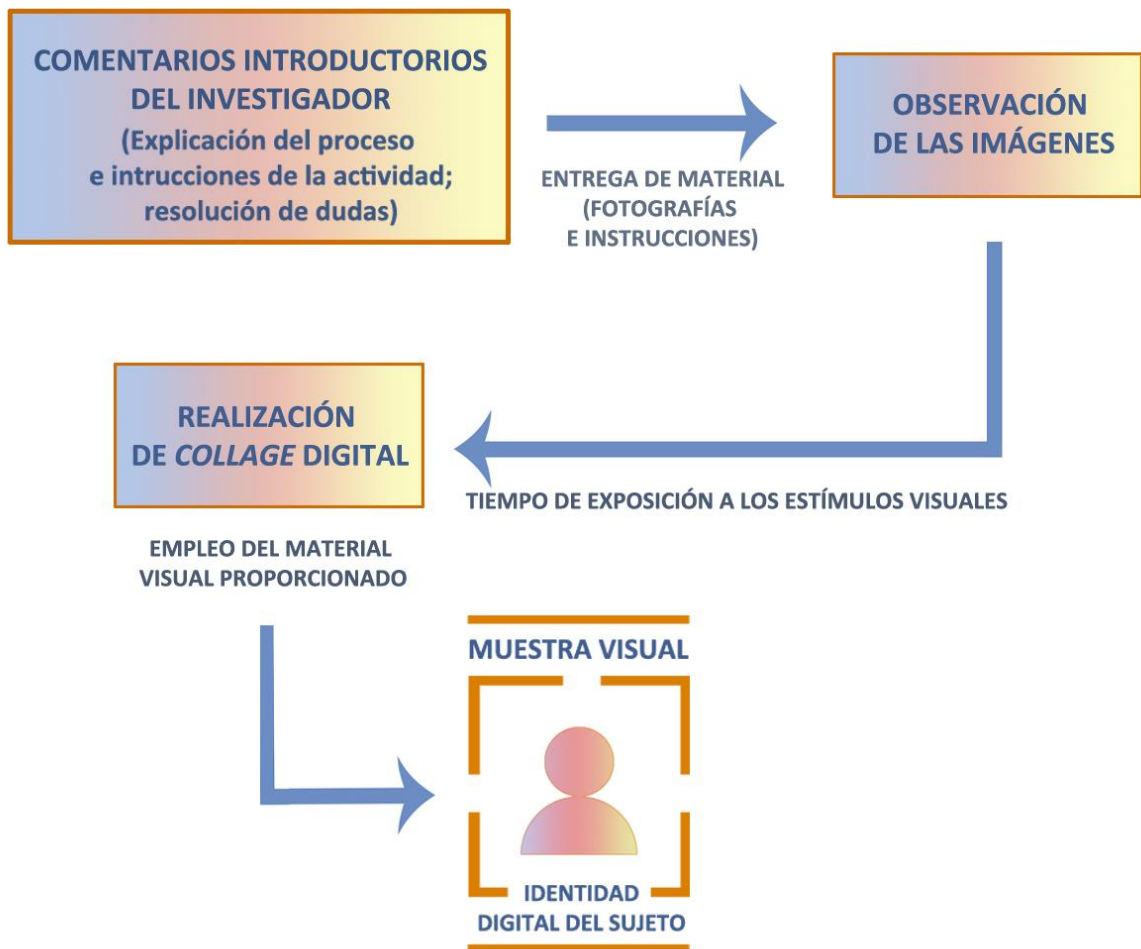 COMENTARIOS INTRODUCTORIOS
DEL INVESTIGADOR
(Explicación del proceso
e intrucciones de la actividad;
resolución de dudas)
ENTREGA DE MATERIAL
(FOTOGRAFÍAS
E INSTRUCCIONES)
OBSERVACIÓN
DE LAS IMÁGENES
TIEMPO DE EXPOSICIÓN A LOS ESTÍMULOS VISUALES
REALIZACIÓN
DE COLLAGE DIGITAL
EMPLEO DEL MATERIAL
VISUAL PROPORCIONADO
MUESTRA VISUAL
IDENTIDAD
DIGITAL DEL SUJETO